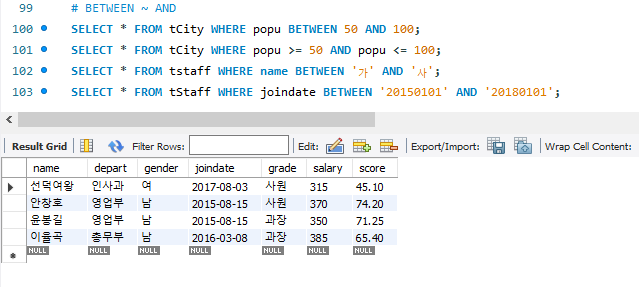 99 # BETWEEN ~ AND
100 SELECT * FROM tCity WHERE popu BETWEEN 50 AND 100;
101 SELECT * FROM tCity WHERE popu >= 50 AND popu <= 100;
102 SELECT * FROM tstaff WHERE name BETWEEN '가' AND '사';
103 SELECT * FROM tStaff WHERE joindate BETWEEN '20150101' AND '20180101';
Result Grid Filter Rows: Edit: Export/Import: Wrap Cell Content:
name depart gender joindate grade salary score
선덕여왕 인사과 여 2017-08-03 사원 315 45.10
안창호 영업부 남 2015-08-15 사원 370 74.20
윤봉길 영업부 남 2015-08-15 과장 350 71.25
이율곡 총무부 남 2016-03-08 과장 385 65.40
NULL NULL NULL NULL NULL NULL NULL